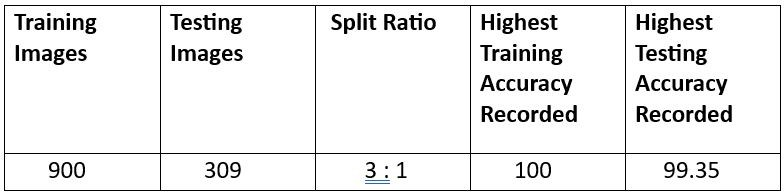 Training Images
Testing Images
Split Ratio
Highest Training Accuracy Recorded
Highest Testing Accuracy Recorded
900
309
3 : 1
100
99.35